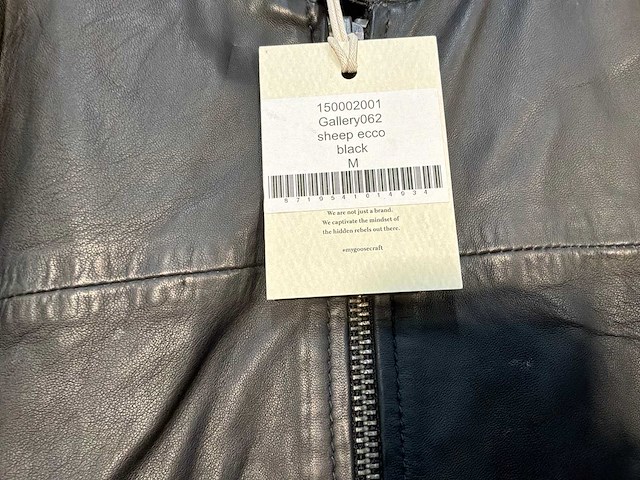 150002001
Gallery062
sheep ecco
black
M
8719541614934
We are not just a brand.
We captivate the mindset of
the hidden rebels out there.
#mygoosecraft